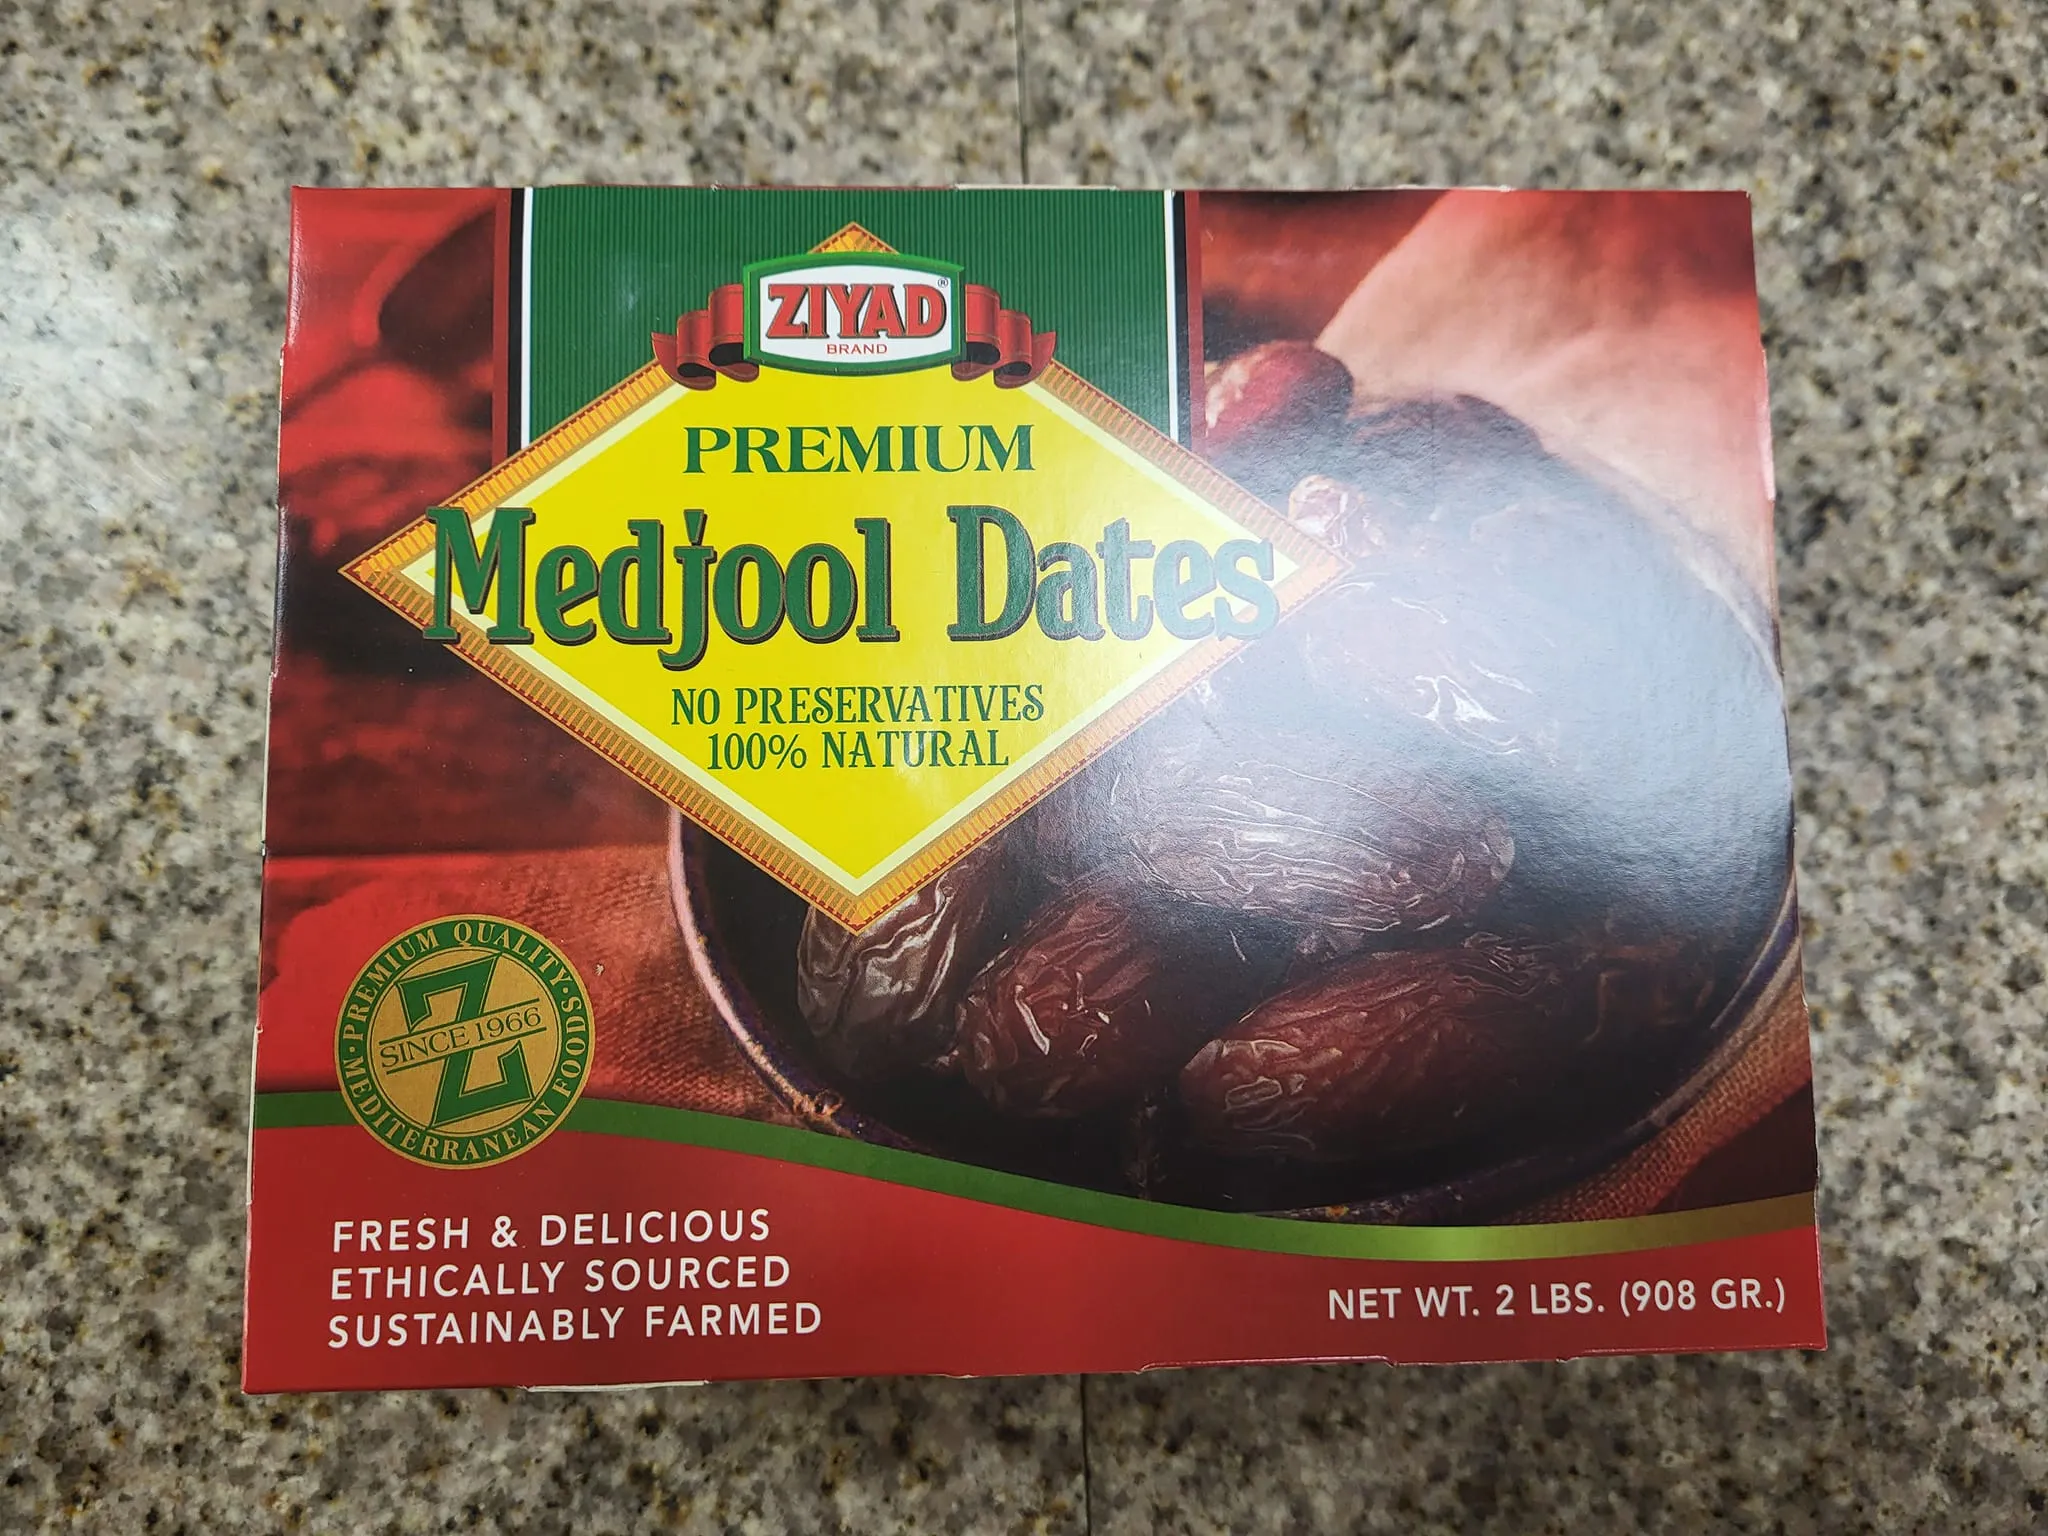 ZIYAD®
BRAND
PREMIUM
Medjool Dates
NO PRESERVATIVES
100% NATURAL
·PREMIUM QUALITY·
Z
SINCE 1966
MEDITERRANEAN FOODS
FRESH & DELICIOUS
ETHICALLY SOURCED
SUSTAINABLY FARMED
NET WT. 2 LBS. (908 GR.)